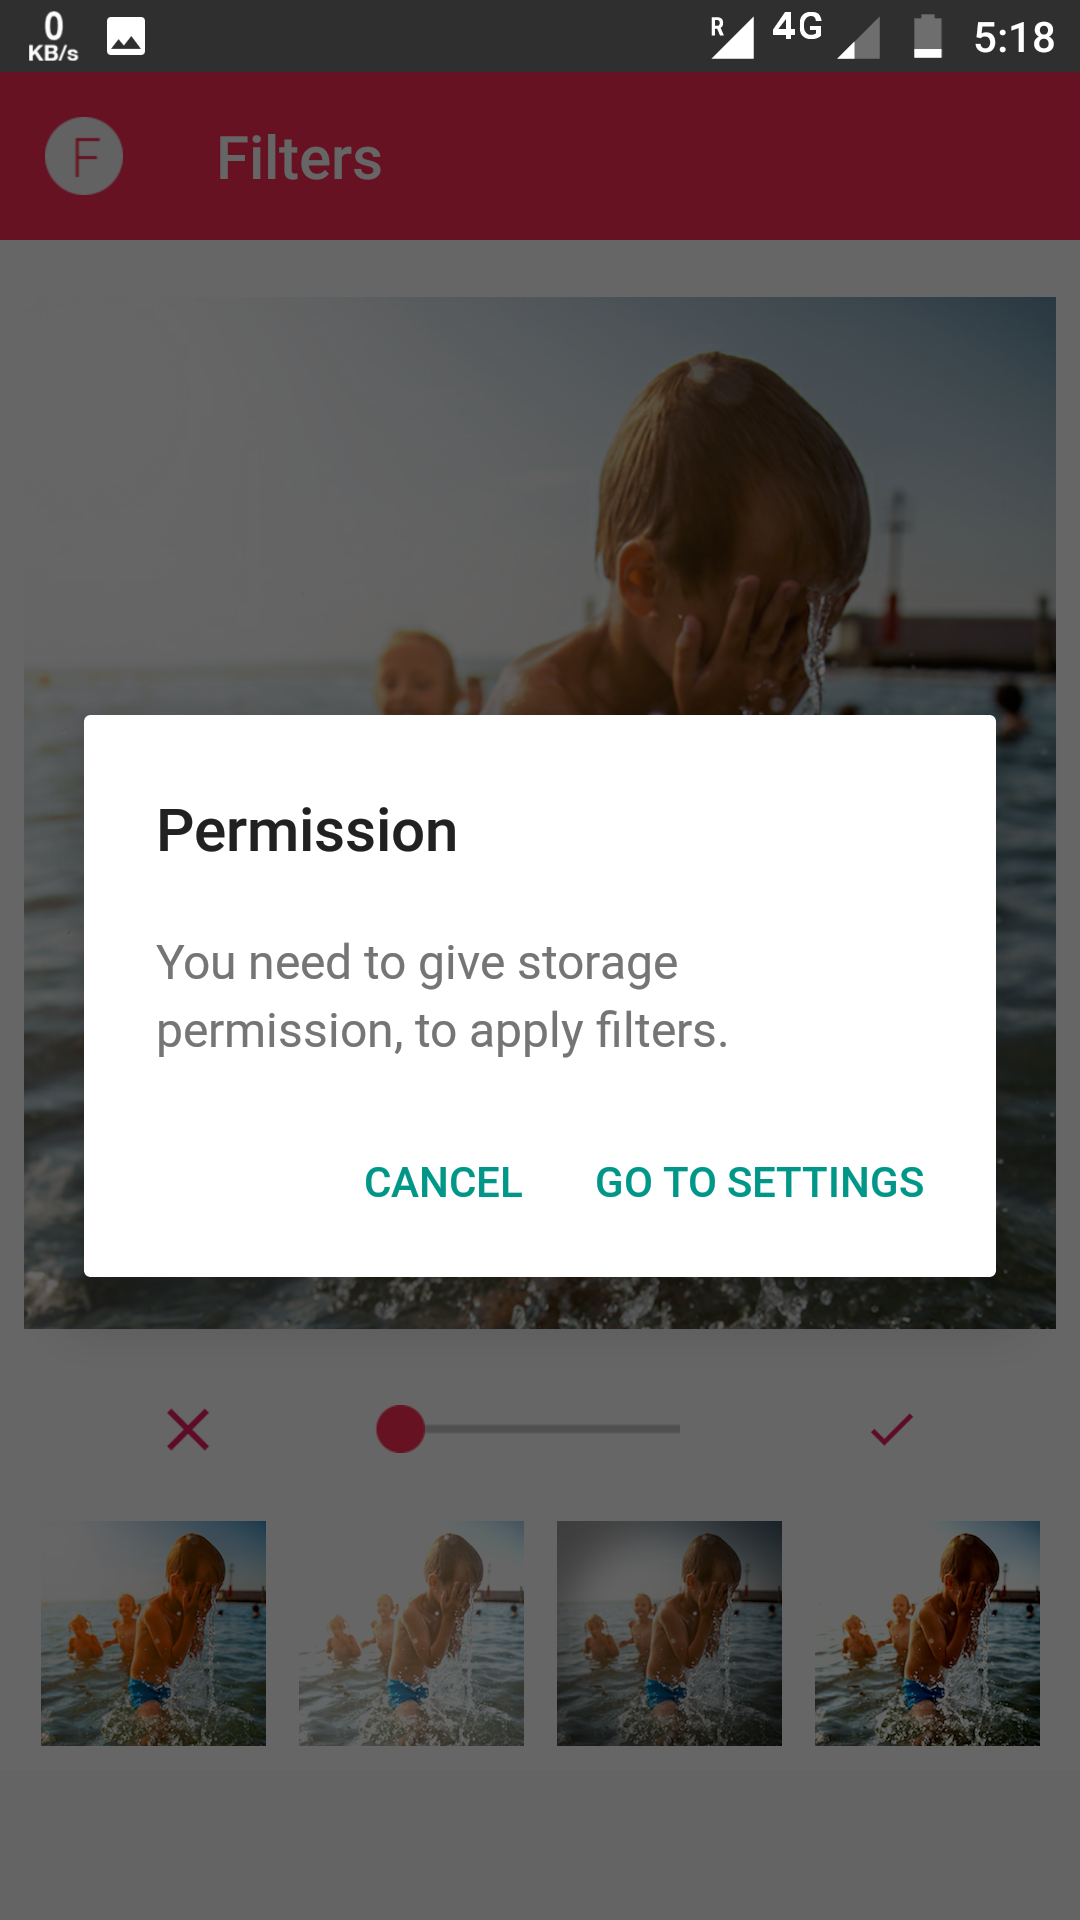 0
KB/s
R
4G
5:18
F
Filters
Permission
You need to give storage
permission, to apply filters.
CANCEL
GO TO SETTINGS